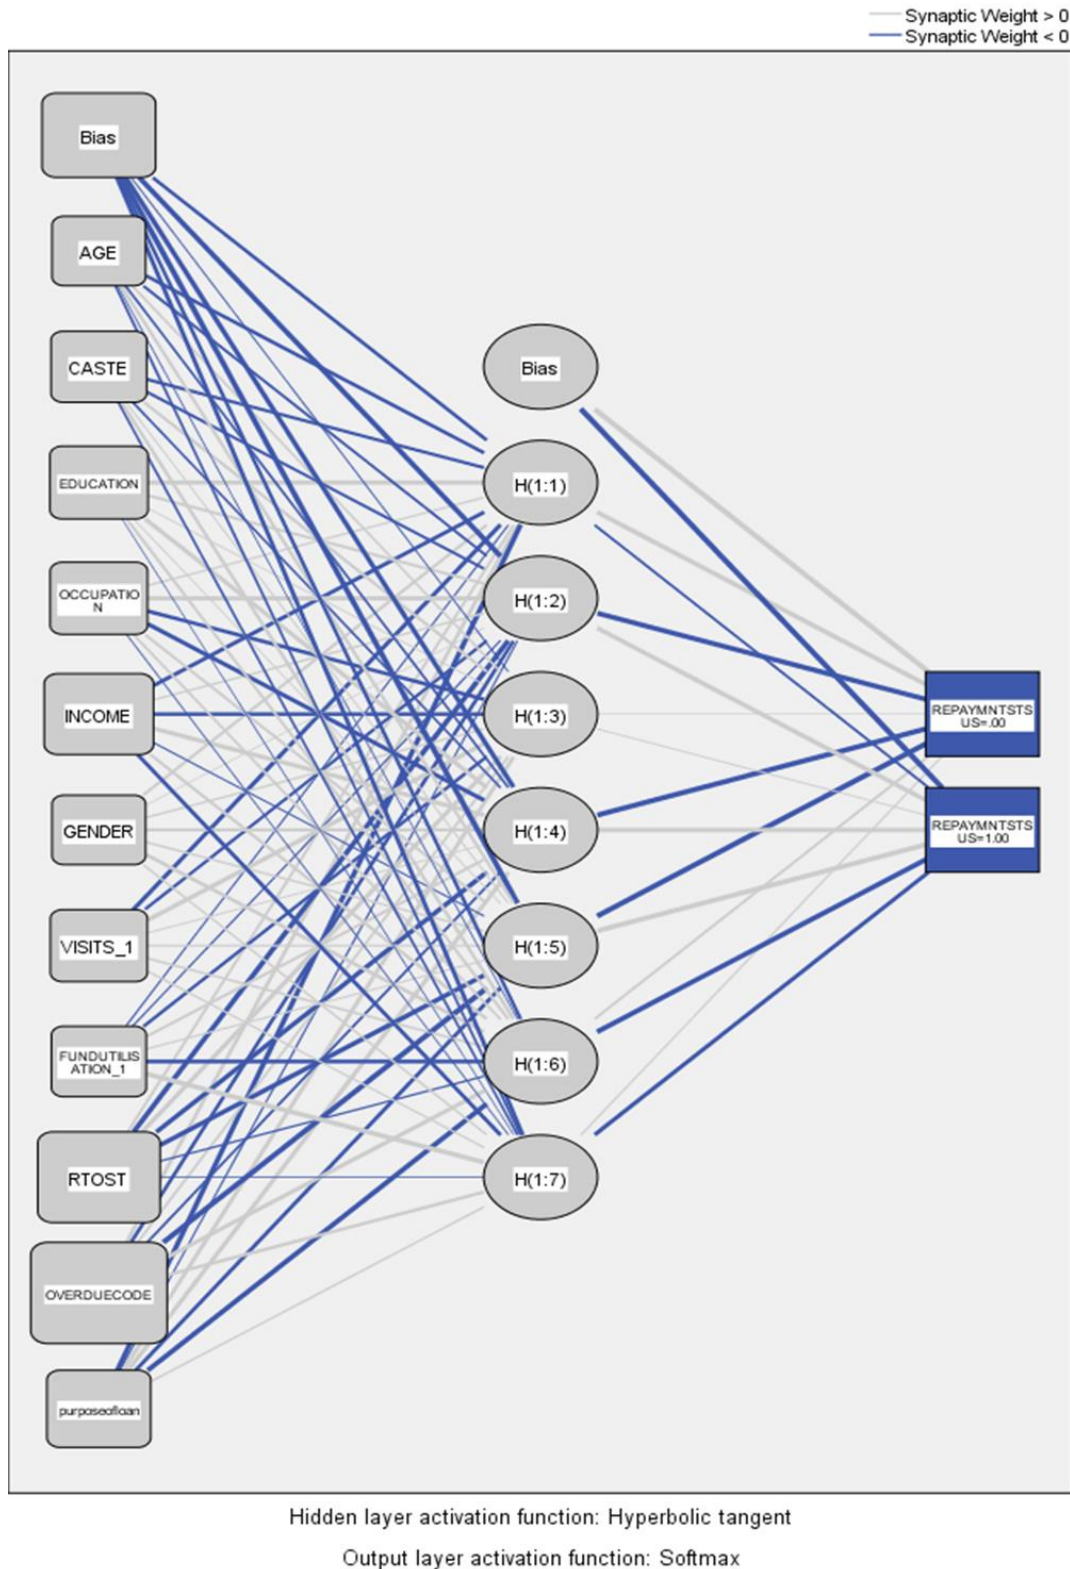 Synaptic Weight > 0
Synaptic Weight < 0
Bias
AGE
CASTE
EDUCATION
OCCUPATIO
N
INCOME
GENDER
VISITS_1
FUNDUTILIS
ATION_1
RTOST
OVERDUECODE
purposeofloan
Bias
H(1:1)
H(1:2)
H(1:3)
H(1:4)
H(1:5)
H(1:6)
H(1:7)
REPAYMNTSTS
US=.00
REPAYMNTSTS
US=1.00
Hidden layer activation function: Hyperbolic tangent
Output layer activation function: Softmax